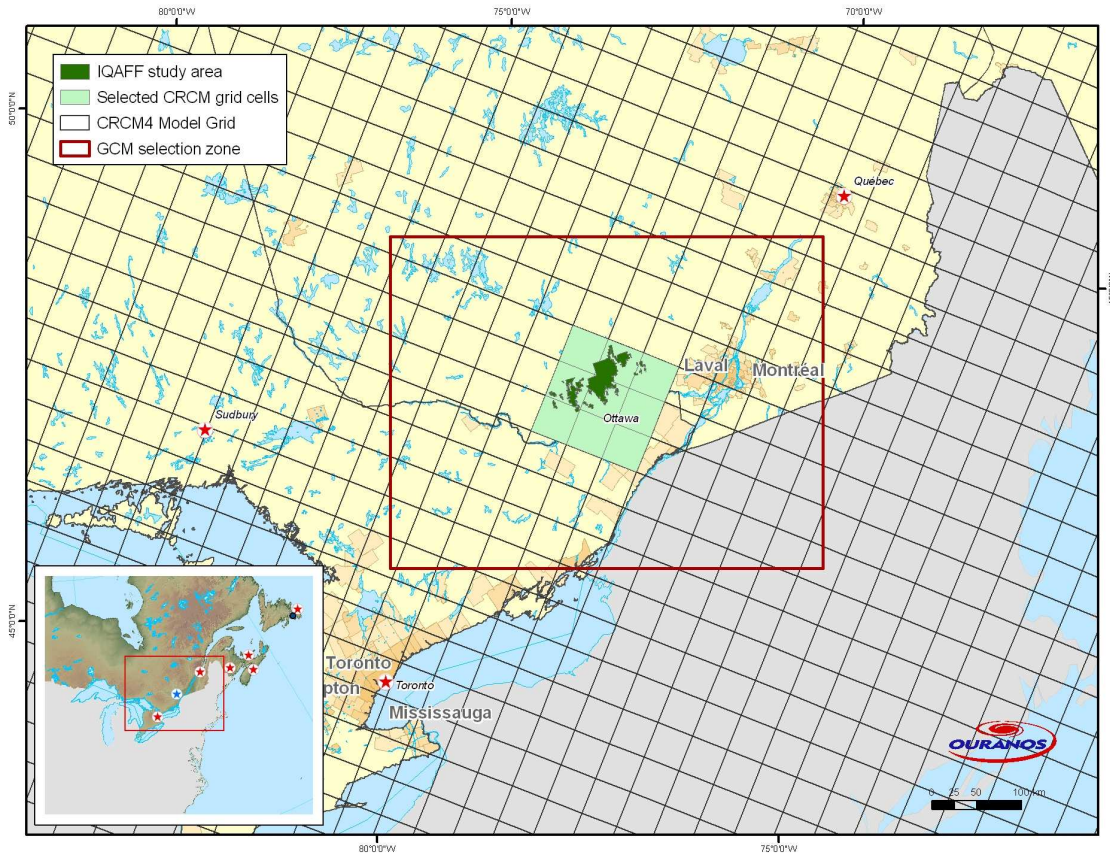 80°0'0"W
75°0'0"W
70°0'0"W
50°0'0"N
IQAFF study area
Selected CRCM grid cells
CRCM4 Model Grid
GCM selection zone
Québec
Laval
Montréal
Sudbury
Ottawa
45°0'0"N
Toronto
pton
Toronto
Mississauga
OURANOS
0 25 50 100 km
80°0'0"W
75°0'0"W